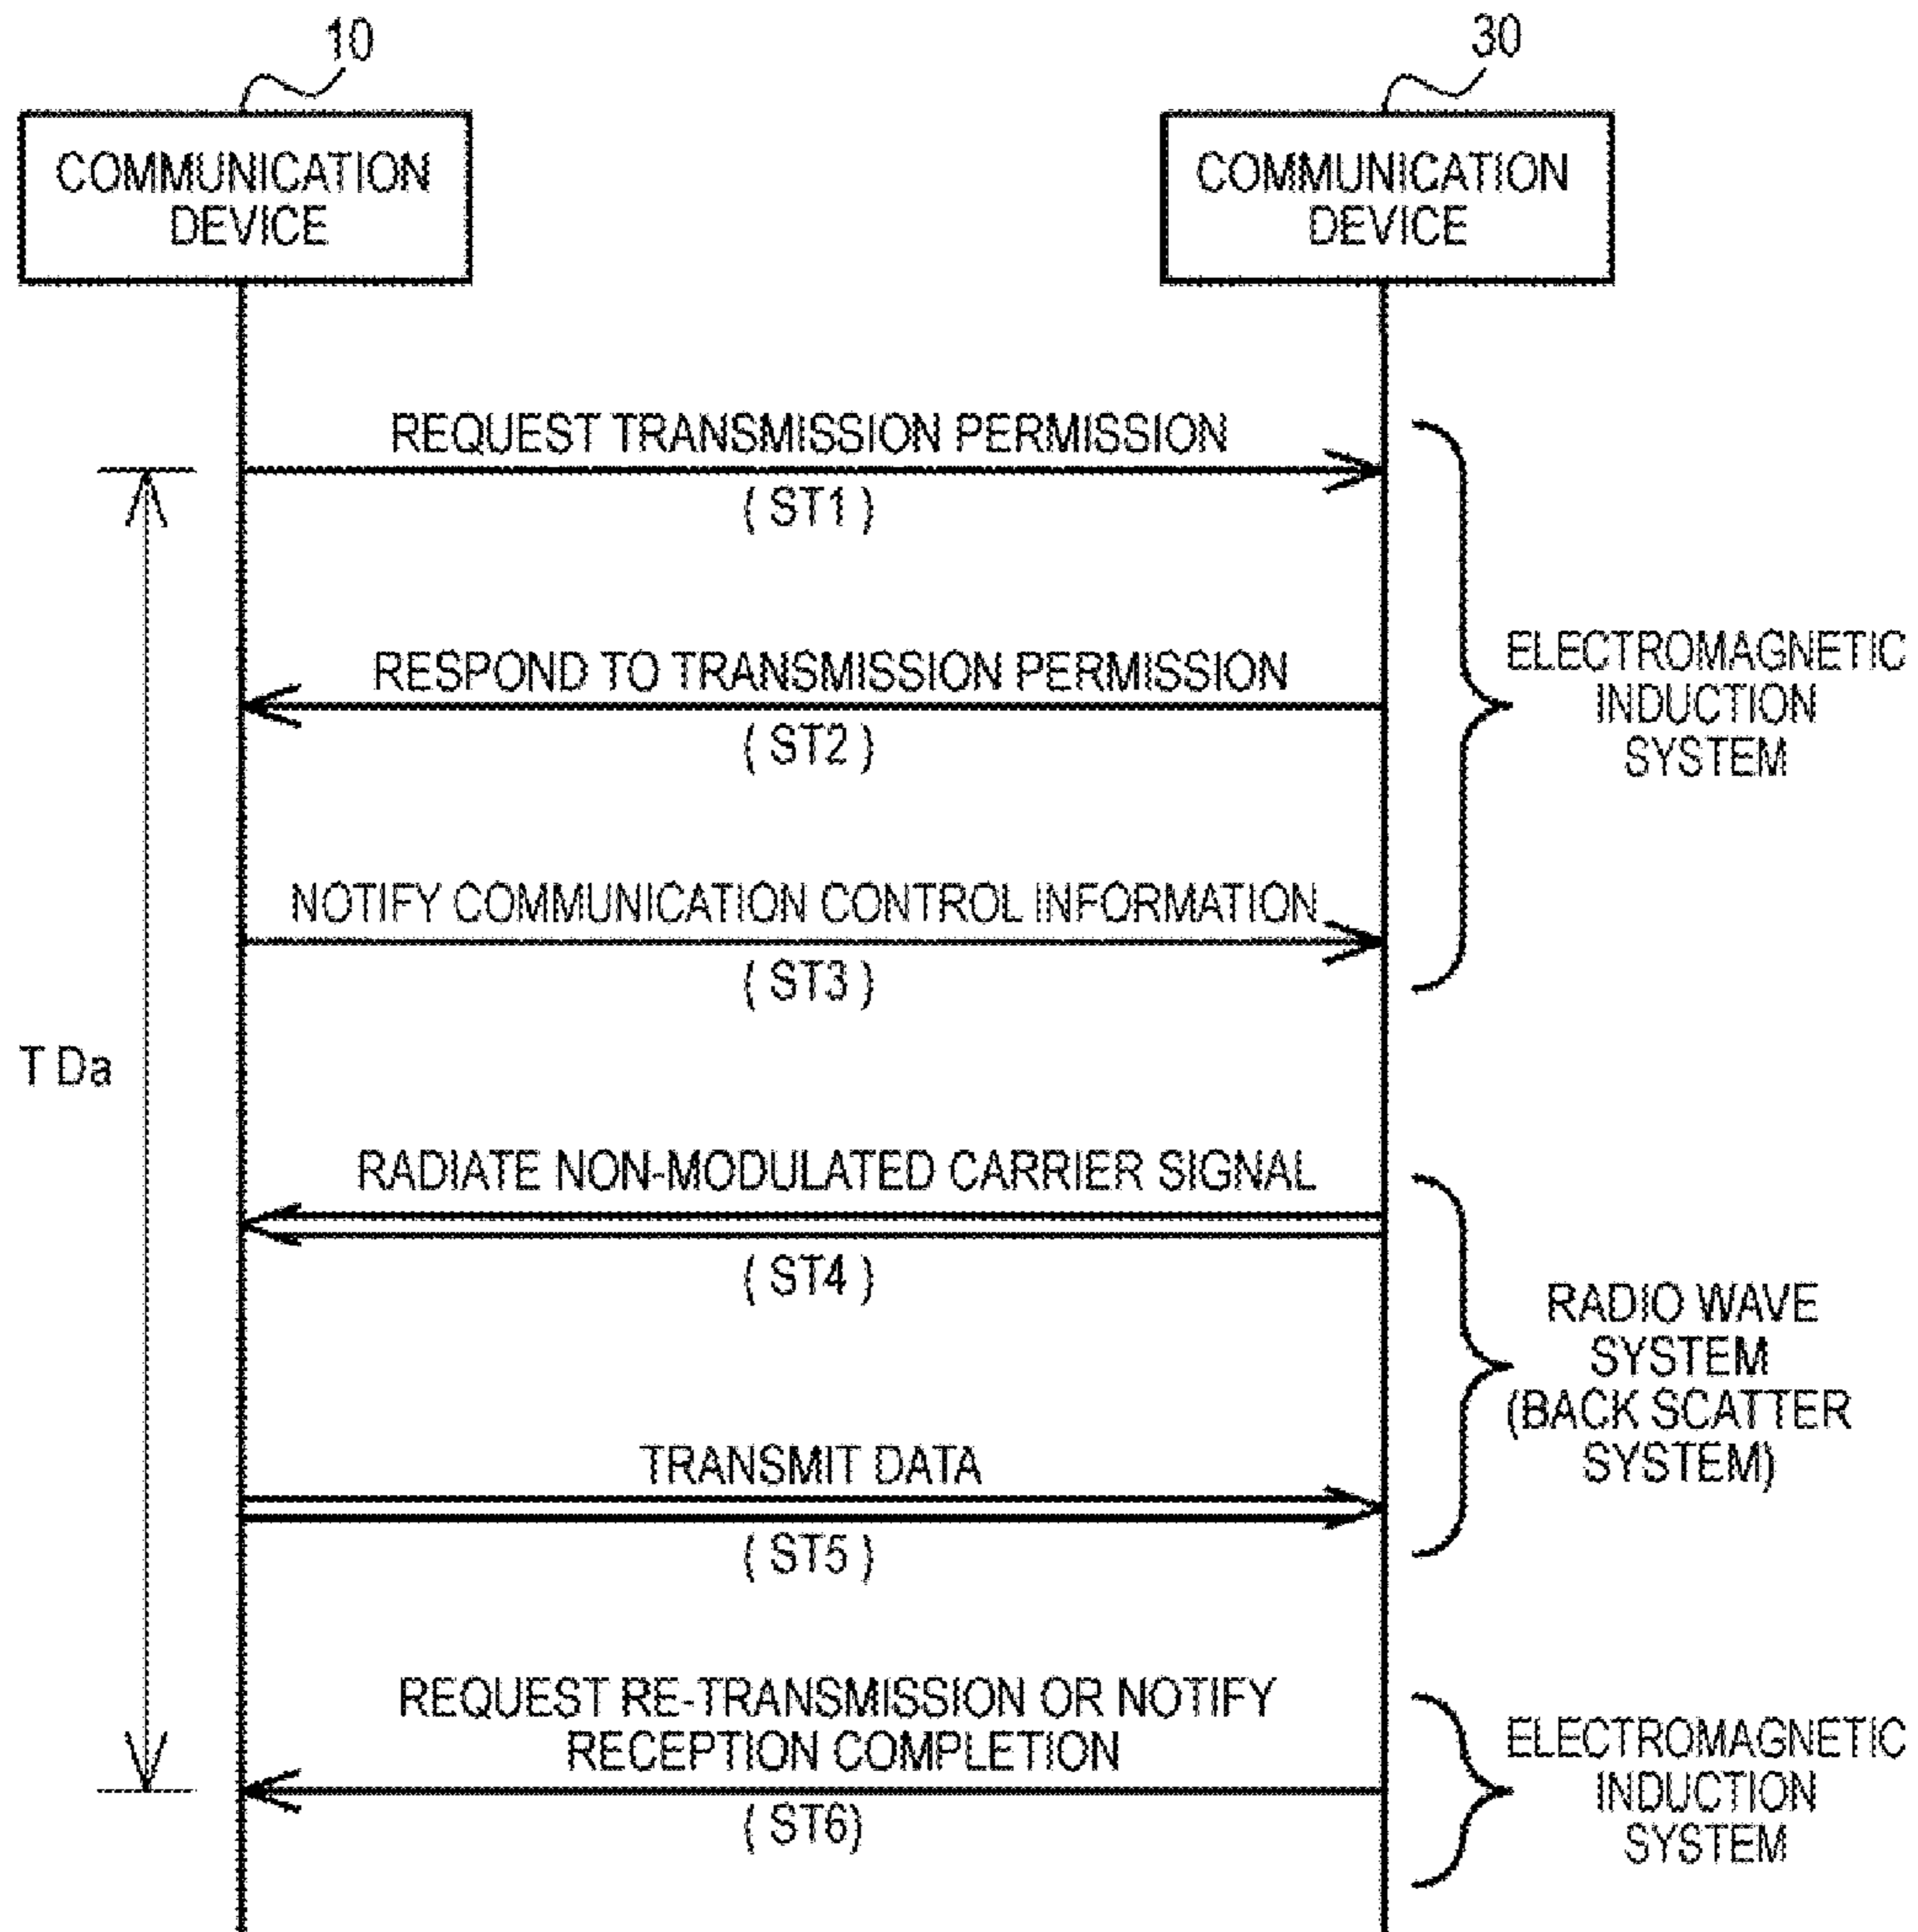 10
30
COMMUNICATION
DEVICE
COMMUNICATION
DEVICE
REQUEST TRANSMISSION PERMISSION
( ST1 )
RESPOND TO TRANSMISSION PERMISSION
( ST2 )
ELECTROMAGNETIC
INDUCTION
SYSTEM
NOTIFY COMMUNICATION CONTROL INFORMATION
( ST3 )
T Da
RADIATE NON-MODULATED CARRIER SIGNAL
( ST4 )
RADIO WAVE
SYSTEM
(BACK SCATTER
SYSTEM)
TRANSMIT DATA
( ST5 )
REQUEST RE-TRANSMISSION OR NOTIFY
RECEPTION COMPLETION
( ST6)
ELECTROMAGNETIC
INDUCTION
SYSTEM